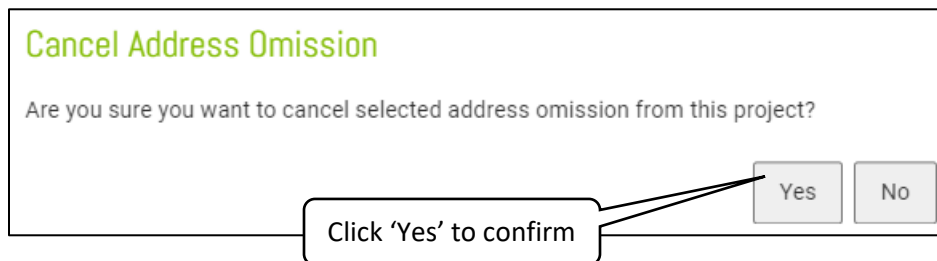 Cancel Address Omission
Are you sure you want to cancel selected address omission from this project?
Yes No
Click ‘Yes’ to confirm